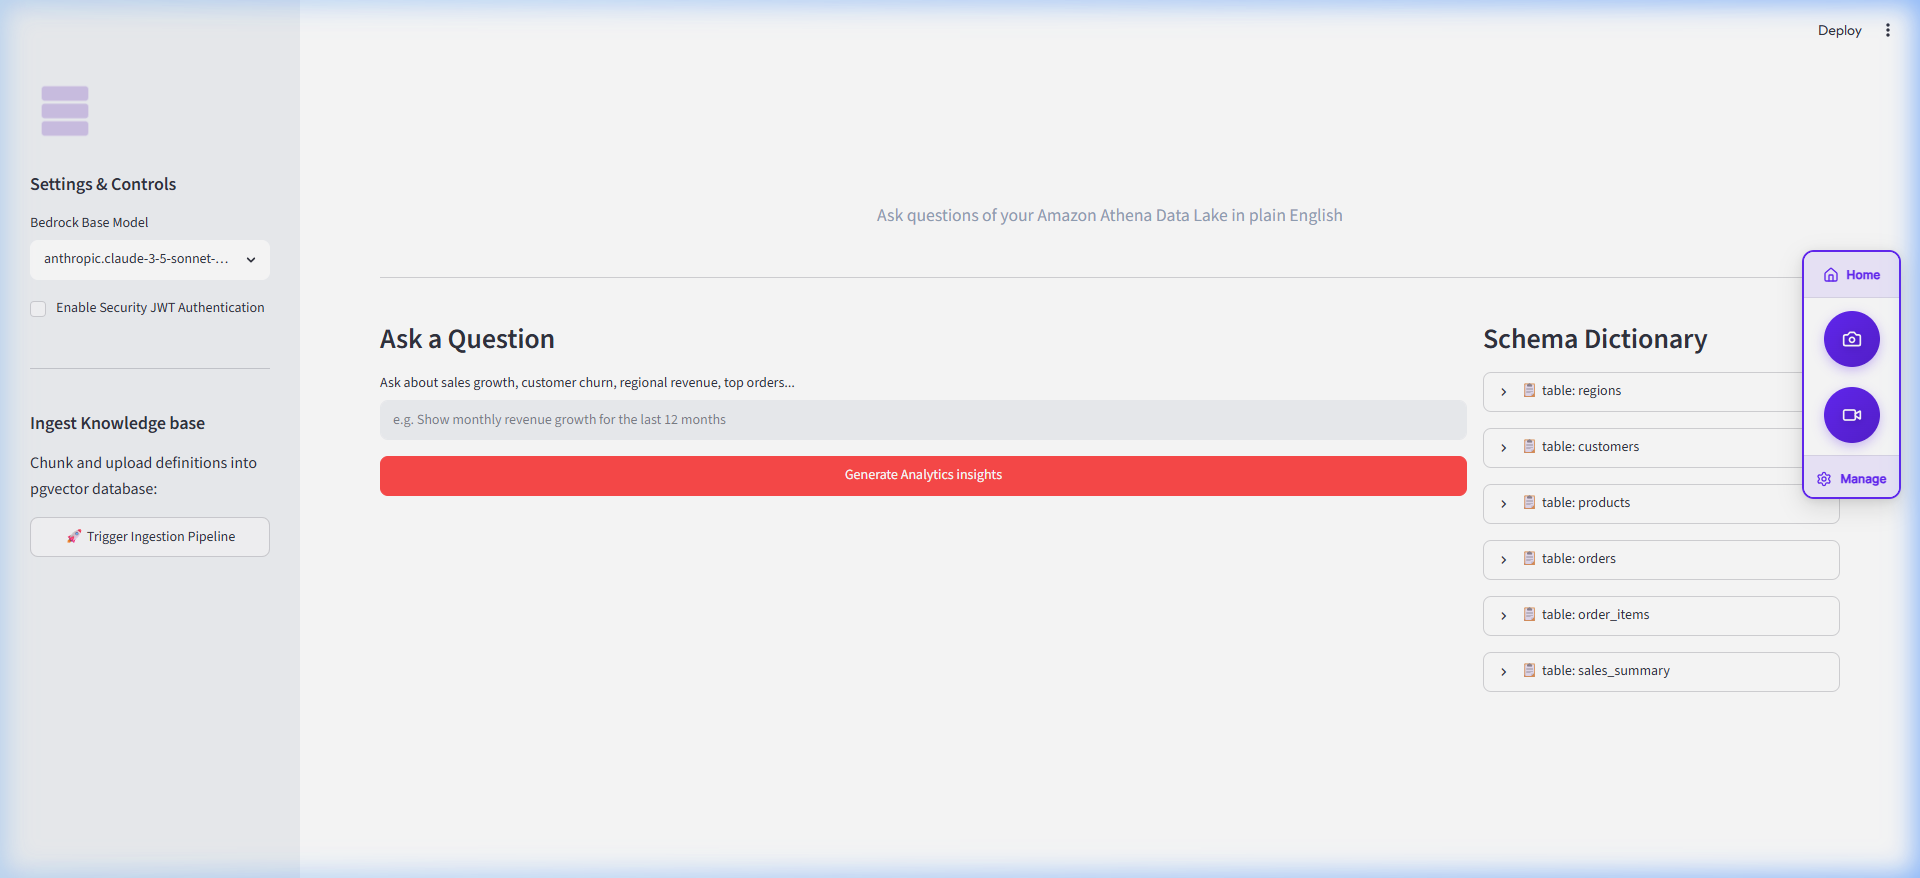 Deploy
Settings & Controls
Bedrock Base Model
anthropic.claude-3-5-sonnet-...
Enable Security JWT Authentication
Ingest Knowledge base
Chunk and upload definitions into
pgvector database:
🚀 Trigger Ingestion Pipeline
Ask questions of your Amazon Athena Data Lake in plain English
Ask a Question
Ask about sales growth, customer churn, regional revenue, top orders...
e.g. Show monthly revenue growth for the last 12 months
Generate Analytics insights
Schema Dictionary
📋 table: regions
📋 table: customers
📋 table: products
📋 table: orders
📋 table: order_items
📋 table: sales_summary
Home
Manage